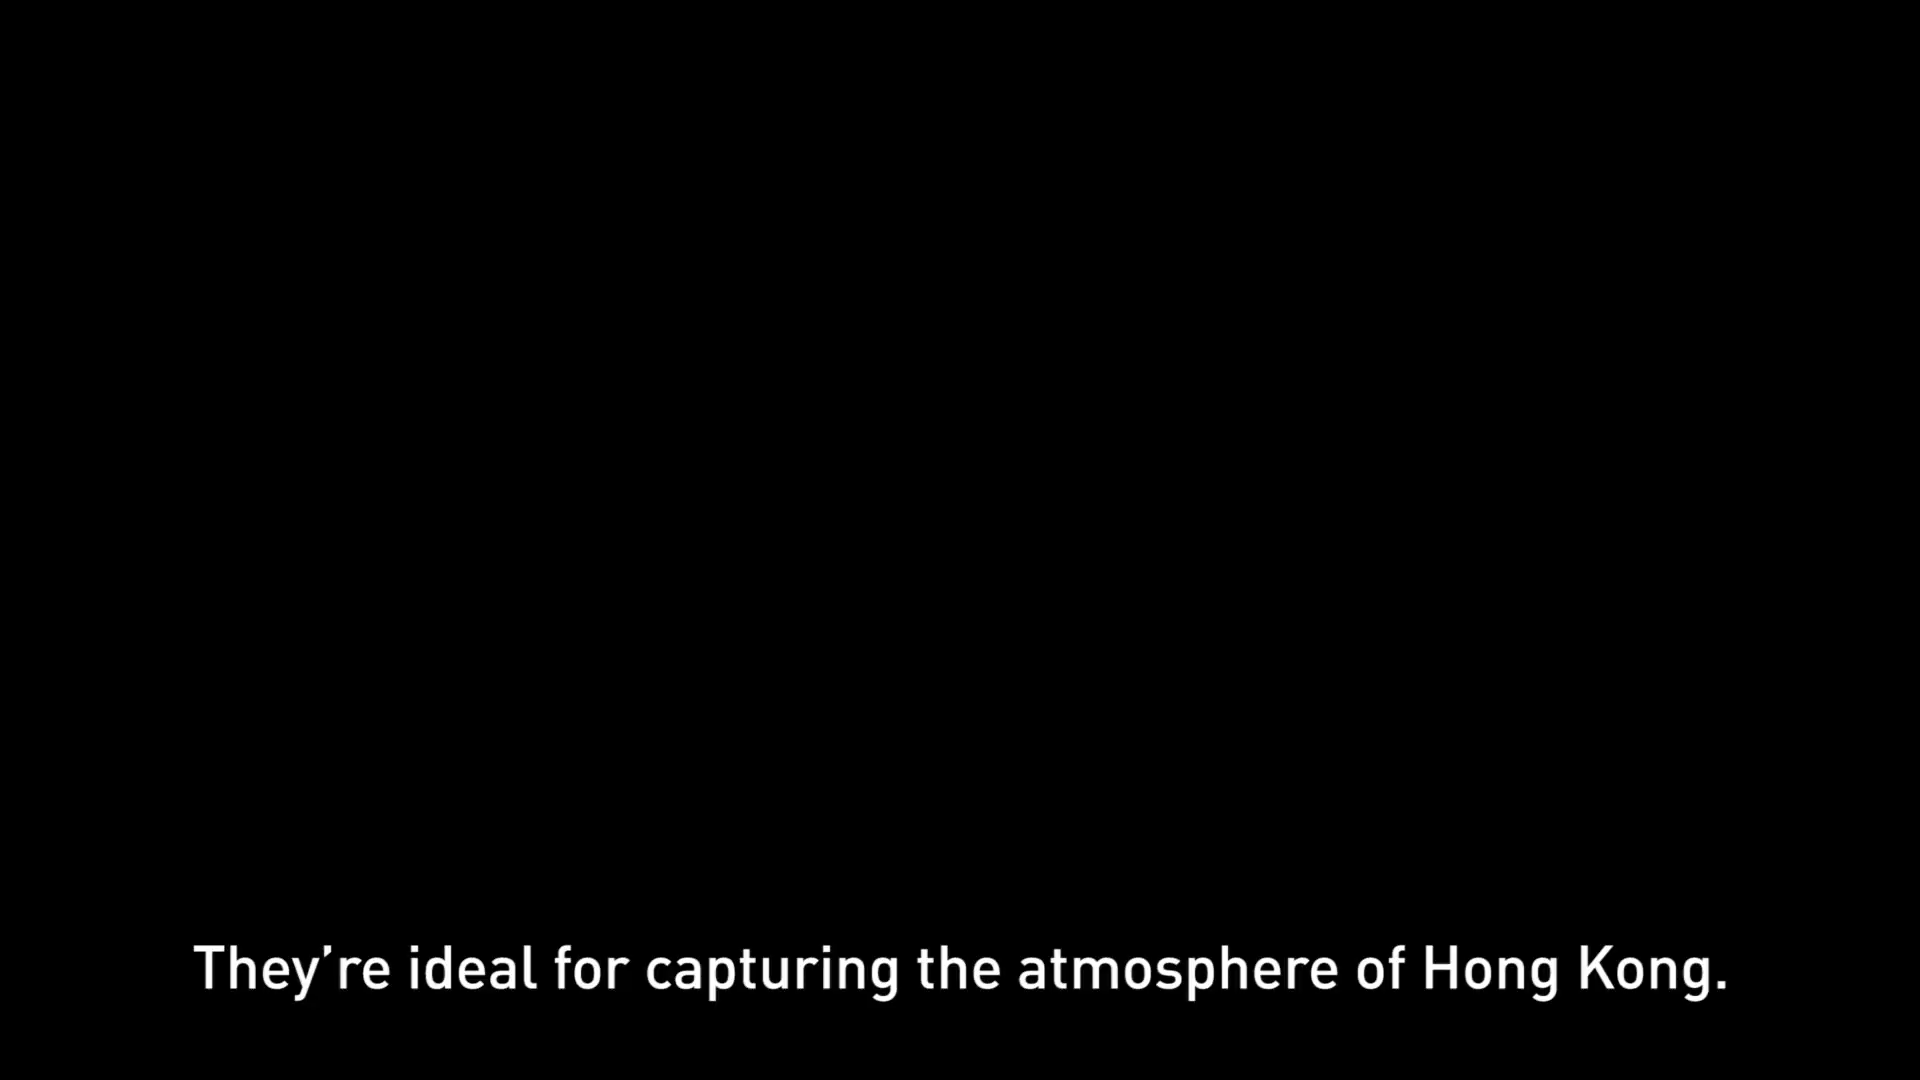 They’re ideal for capturing the atmosphere of Hong Kong.